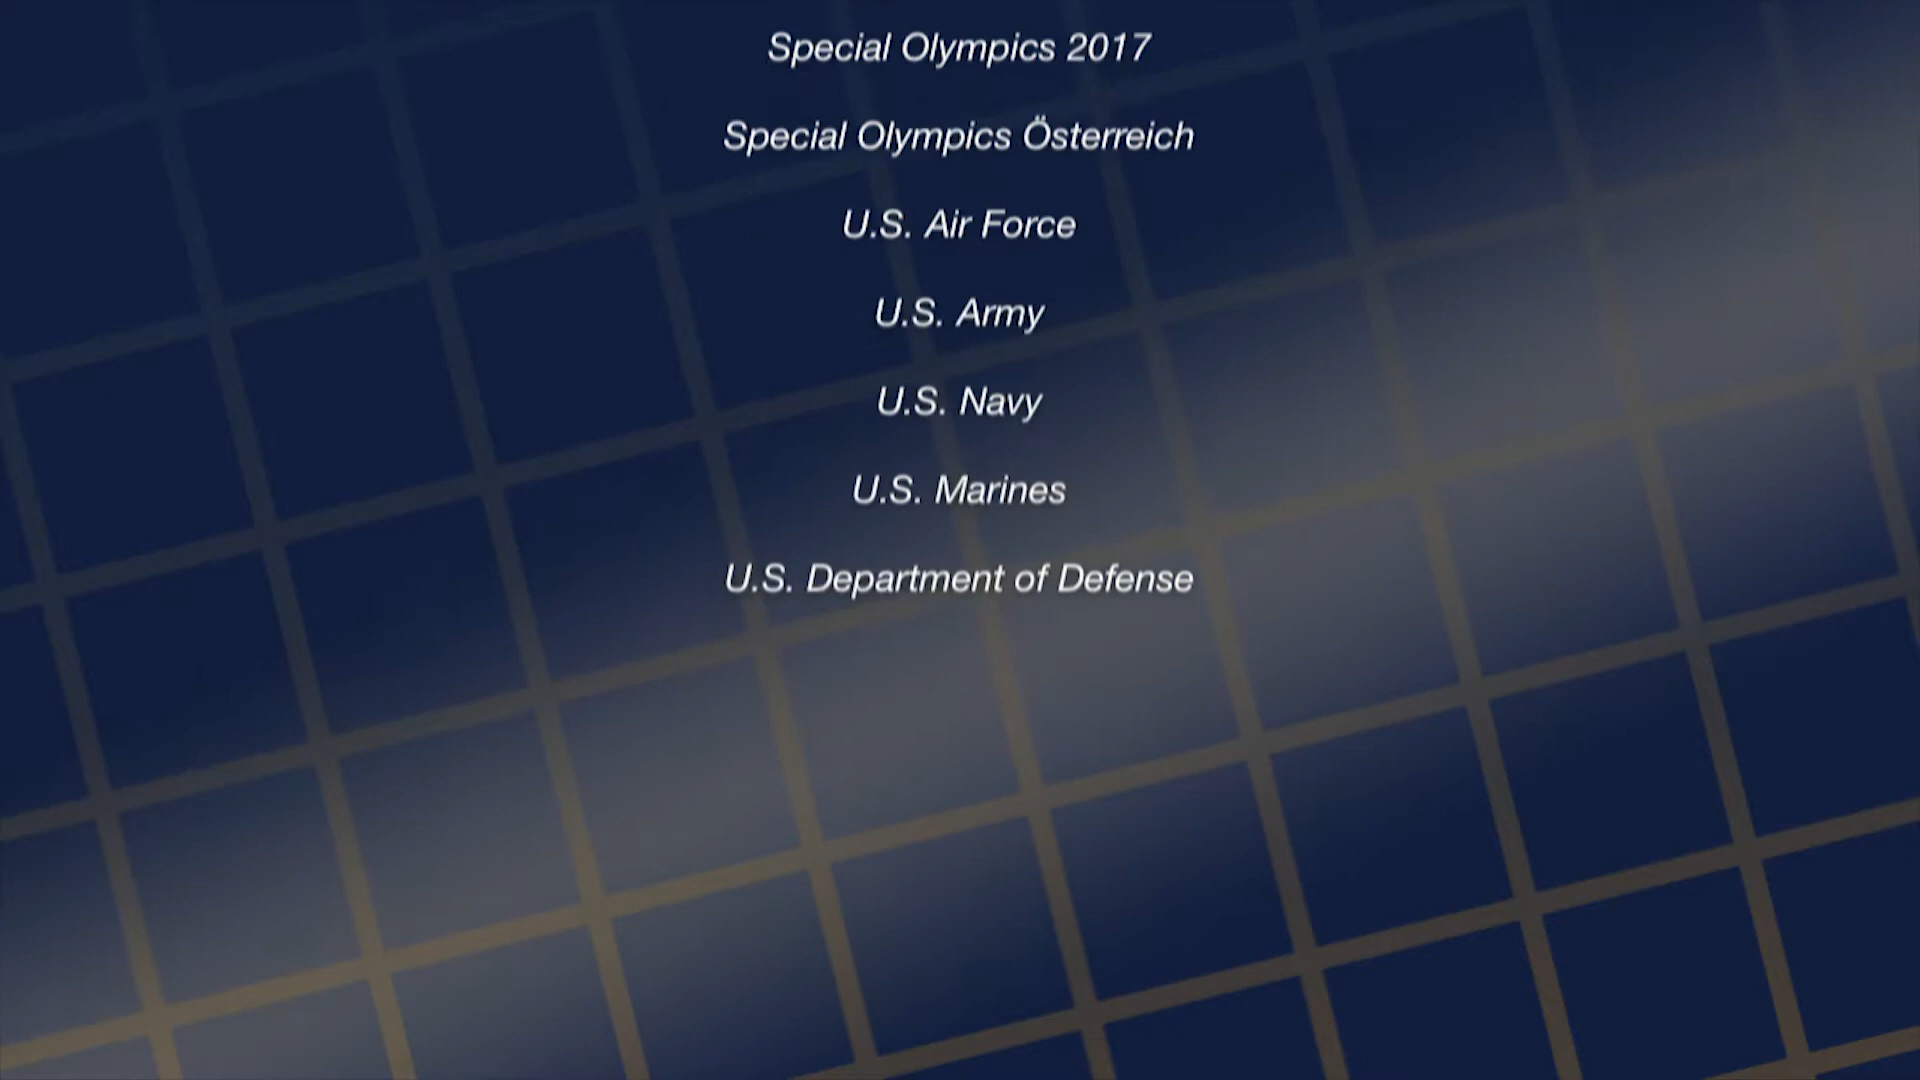 Special Olympics 2017
Special Olympics Österreich
U.S. Air Force
U.S. Army
U.S. Navy
U.S. Marines
U.S. Department of Defense